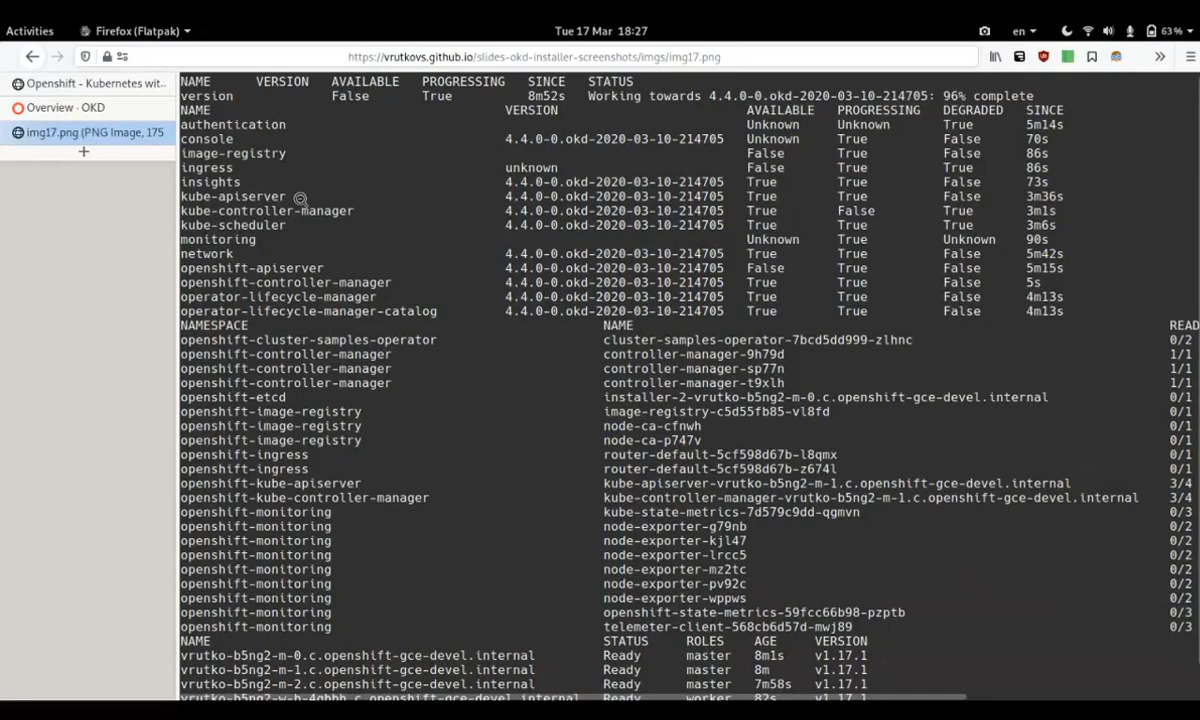 Activities Firefox (Flatpak) Tue 17 Mar 18:27 en 63 %
https://vrutkovs.github.io/slides-okd-installer-screenshots/imgs/img17.png
Openshift - Kubernetes wit..
Overview · OKD
img17.png (PNG Image, 175
NAME VERSION AVAILABLE PROGRESSING SINCE STATUS
version False True 8m52s Working towards 4.4.0-0.okd-2020-03-10-214705: 96% complete
NAME VERSION AVAILABLE PROGRESSING DEGRADED SINCE
authentication Unknown Unknown True 5m14s
console 4.4.0-0.okd-2020-03-10-214705 Unknown True False 70s
image-registry False True False 86s
ingress unknown False True False 86s
insights 4.4.0-0.okd-2020-03-10-214705 True True False 73s
kube-apiserver 4.4.0-0.okd-2020-03-10-214705 True True True 3m36s
kube-controller-manager 4.4.0-0.okd-2020-03-10-214705 True False True 3m1s
kube-scheduler 4.4.0-0.okd-2020-03-10-214705 True True True 3m6s
monitoring Unknown True Unknown 90s
network 4.4.0-0.okd-2020-03-10-214705 True True False 5m42s
openshift-apiserver 4.4.0-0.okd-2020-03-10-214705 False True False 5m15s
openshift-controller-manager 4.4.0-0.okd-2020-03-10-214705 True True False 5s
operator-lifecycle-manager 4.4.0-0.okd-2020-03-10-214705 True True False 4m13s
operator-lifecycle-manager-catalog 4.4.0-0.okd-2020-03-10-214705 True True False 4m13s
NAMESPACE NAME READ
openshift-cluster-samples-operator cluster-samples-operator-7bcd5dd999-zlhnc 0/2
openshift-controller-manager controller-manager-9h79d 1/1
openshift-controller-manager controller-manager-sp77n 1/1
openshift-controller-manager controller-manager-t9xlh 1/1
openshift-etcd installer-2-vrutko-b5ng2-m-0.c.openshift-gce-devel.internal 0/1
openshift-image-registry image-registry-c5d55fb85-vl8fd 0/1
openshift-image-registry node-ca-cfnwh 0/1
openshift-image-registry node-ca-p747v 0/1
openshift-ingress router-default-5cf598d67b-l8qmx 0/1
openshift-ingress router-default-5cf598d67b-z674l 0/1
openshift-kube-apiserver kube-apiserver-vrutko-b5ng2-m-1.c.openshift-gce-devel.internal 3/4
openshift-kube-controller-manager kube-controller-manager-vrutko-b5ng2-m-1.c.openshift-gce-devel.internal 3/4
openshift-monitoring kube-state-metrics-7d579c9dd-qgmvn 0/3
openshift-monitoring node-exporter-g79nb 0/2
openshift-monitoring node-exporter-kjl47 0/2
openshift-monitoring node-exporter-lrcc5 0/2
openshift-monitoring node-exporter-mz2tc 0/2
openshift-monitoring node-exporter-pv92c 0/2
openshift-monitoring node-exporter-wppws 0/2
openshift-monitoring openshift-state-metrics-59fcc66b98-pzptb 0/3
openshift-monitoring telemeter-client-568cb6d57d-mwj89 0/3
NAME STATUS ROLES AGE VERSION
vrutko-b5ng2-m-0.c.openshift-gce-devel.internal Ready master 8m1s v1.17.1
vrutko-b5ng2-m-1.c.openshift-gce-devel.internal Ready master 8m v1.17.1
vrutko-b5ng2-m-2.c.openshift-gce-devel.internal Ready master 7m58s v1.17.1
Ready worker 82s v1.17.1